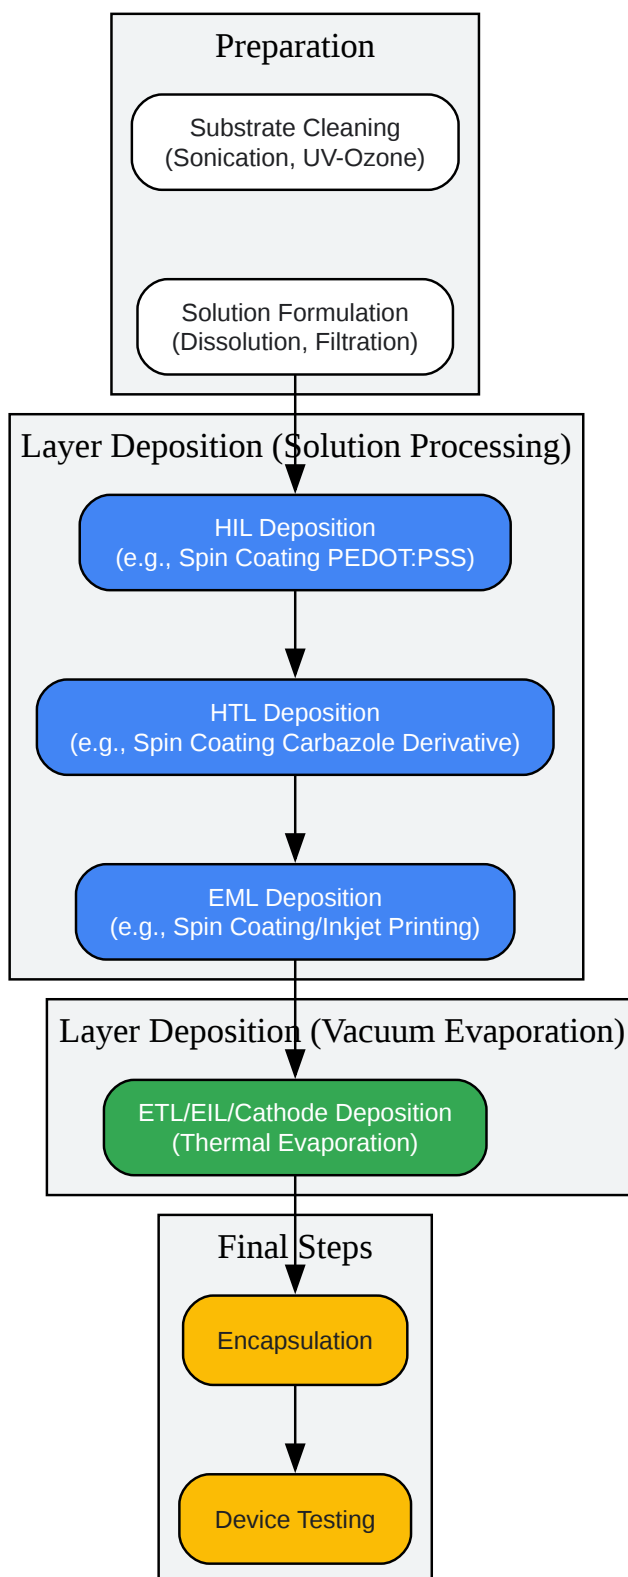 Preparation
Substrate Cleaning
(Sonication, UV-Ozone)
Solution Formulation
(Dissolution, Filtration)
Layer Deposition (Solution Processing)
HIL Deposition
(e.g., Spin Coating PEDOT:PSS)
HTL Deposition
(e.g., Spin Coating Carbazole Derivative)
EML Deposition
(e.g., Spin Coating/Inkjet Printing)
Layer Deposition (Vacuum Evaporation)
ETL/EIL/Cathode Deposition
(Thermal Evaporation)
Final Steps
Encapsulation
Device Testing